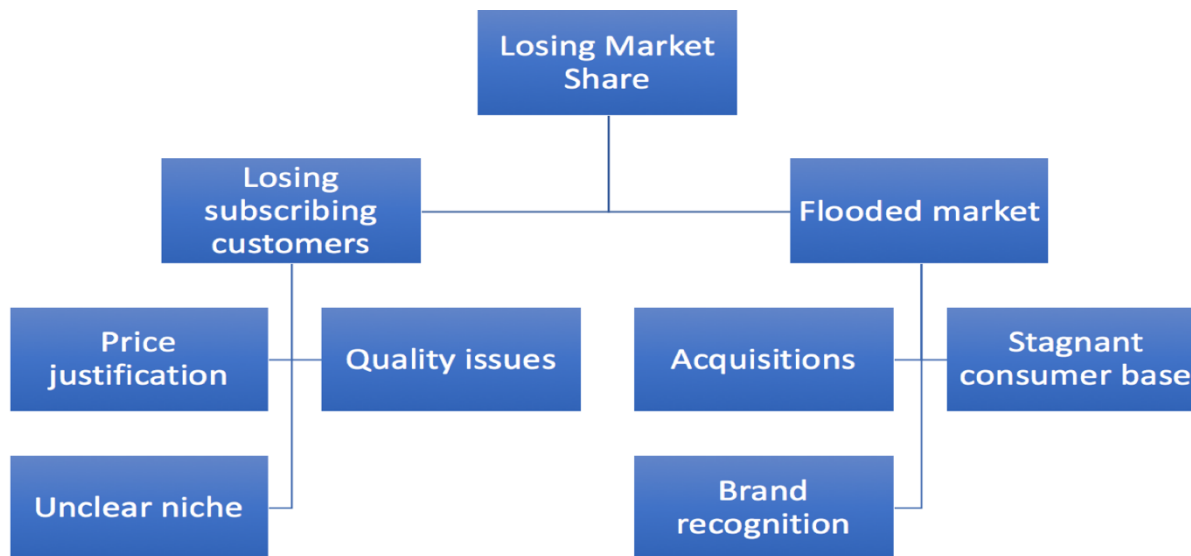 Losing Market
Share
Losing
subscribing
customers
Flooded market
Price
justification
Quality issues
Acquisitions
Stagnant
consumer base
Unclear niche
Brand
recognition